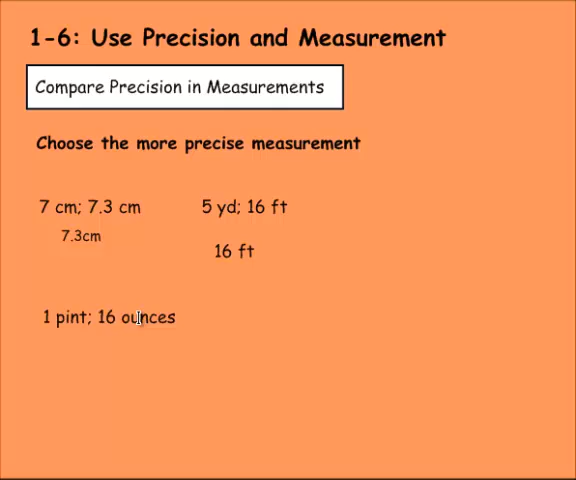 1-6: Use Precision and Measurement
Compare Precision in Measurements
Choose the more precise measurement
7 cm; 7.3 cm
5 yd; 16 ft
7.3cm
16 ft
1 pint; 16 ounces